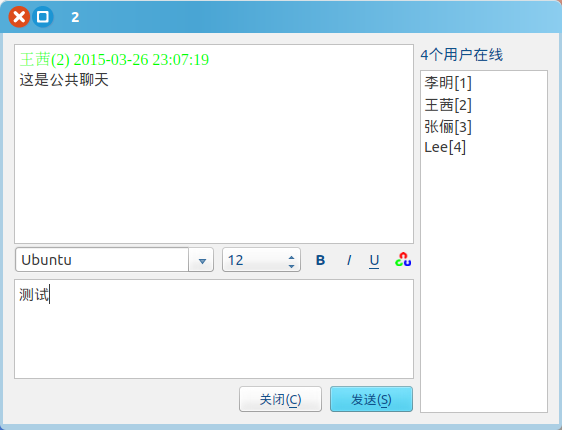 2
王茜(2) 2015-03-26 23:07:19
这是公共聊天
4个用户在线
李明[1]
王茜[2]
张俪[3]
Lee[4]
Ubuntu 12 B I U
测试
关闭(C) 发送(S)